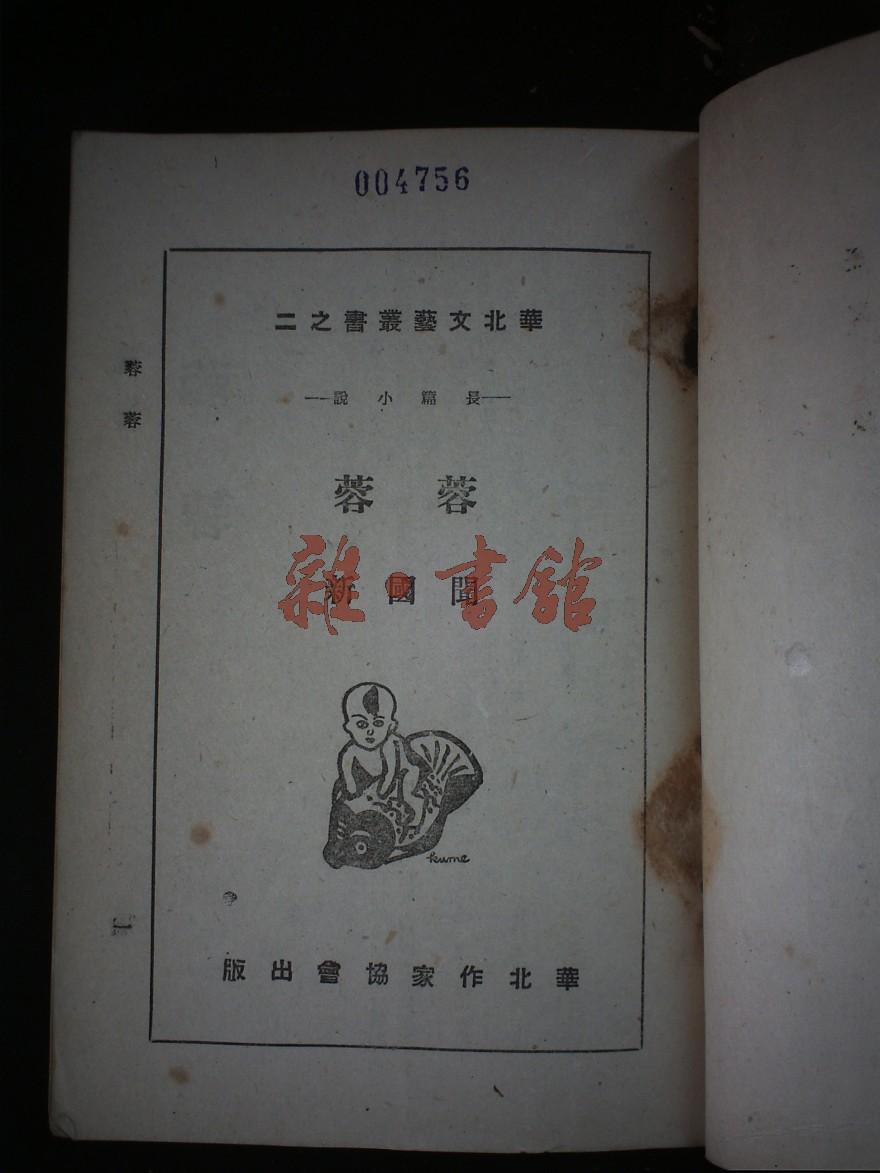 004756
華北文藝叢書之二
—長篇小說—
蓉蓉
聞國新
雜·書館
國
kume
華北作家協會出版
蓉蓉